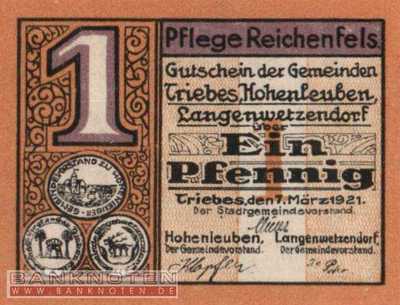 1
Pflege Reichenfels.
Gutschein der Gemeinden
Triebes, Hohenleuben,
Langenwetzendorf
über
Ein
Pfennig
Triebes, den 7. März 1921.
Der Stadtgemeindevorstand.
Hohenleuben, Langenwetzendorf
Der Gemeindevorstand. Der Gemeindevorstand.
BANKNOTEN
WWW.BANKNOTEN.DE